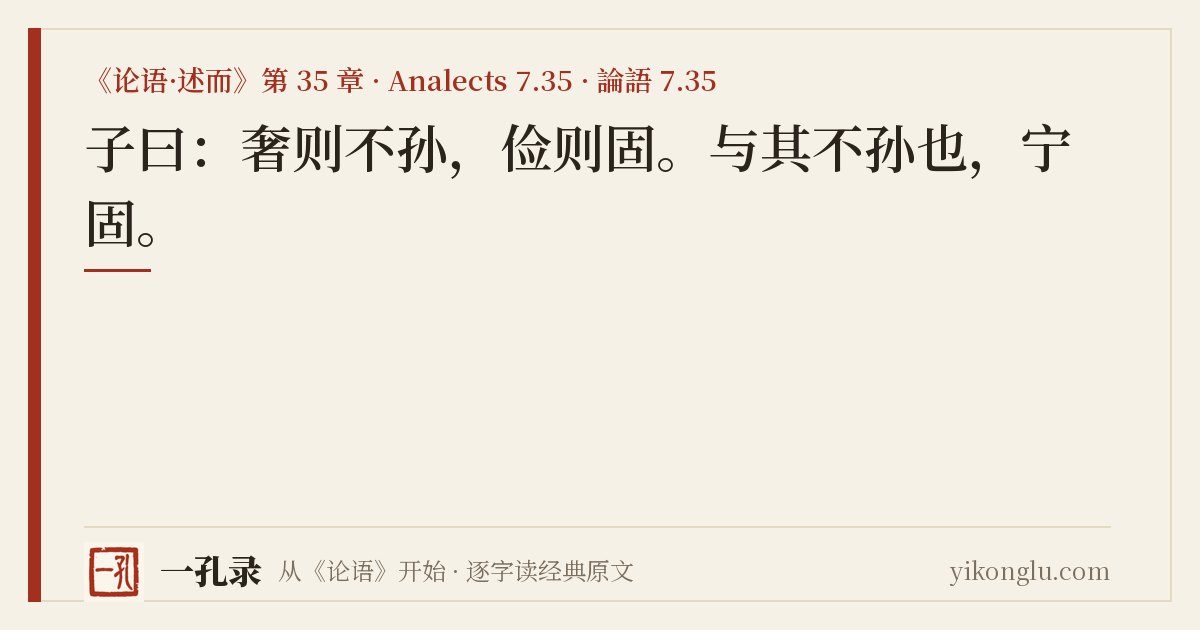 《论语·述而》第 35 章 · Analects 7.35 · 論語 7.35
子曰：奢则不孙，俭则固。与其不孙也，宁
固。
一孔
一孔录 从《论语》开始 · 逐字读经典原文 yikonglu.com